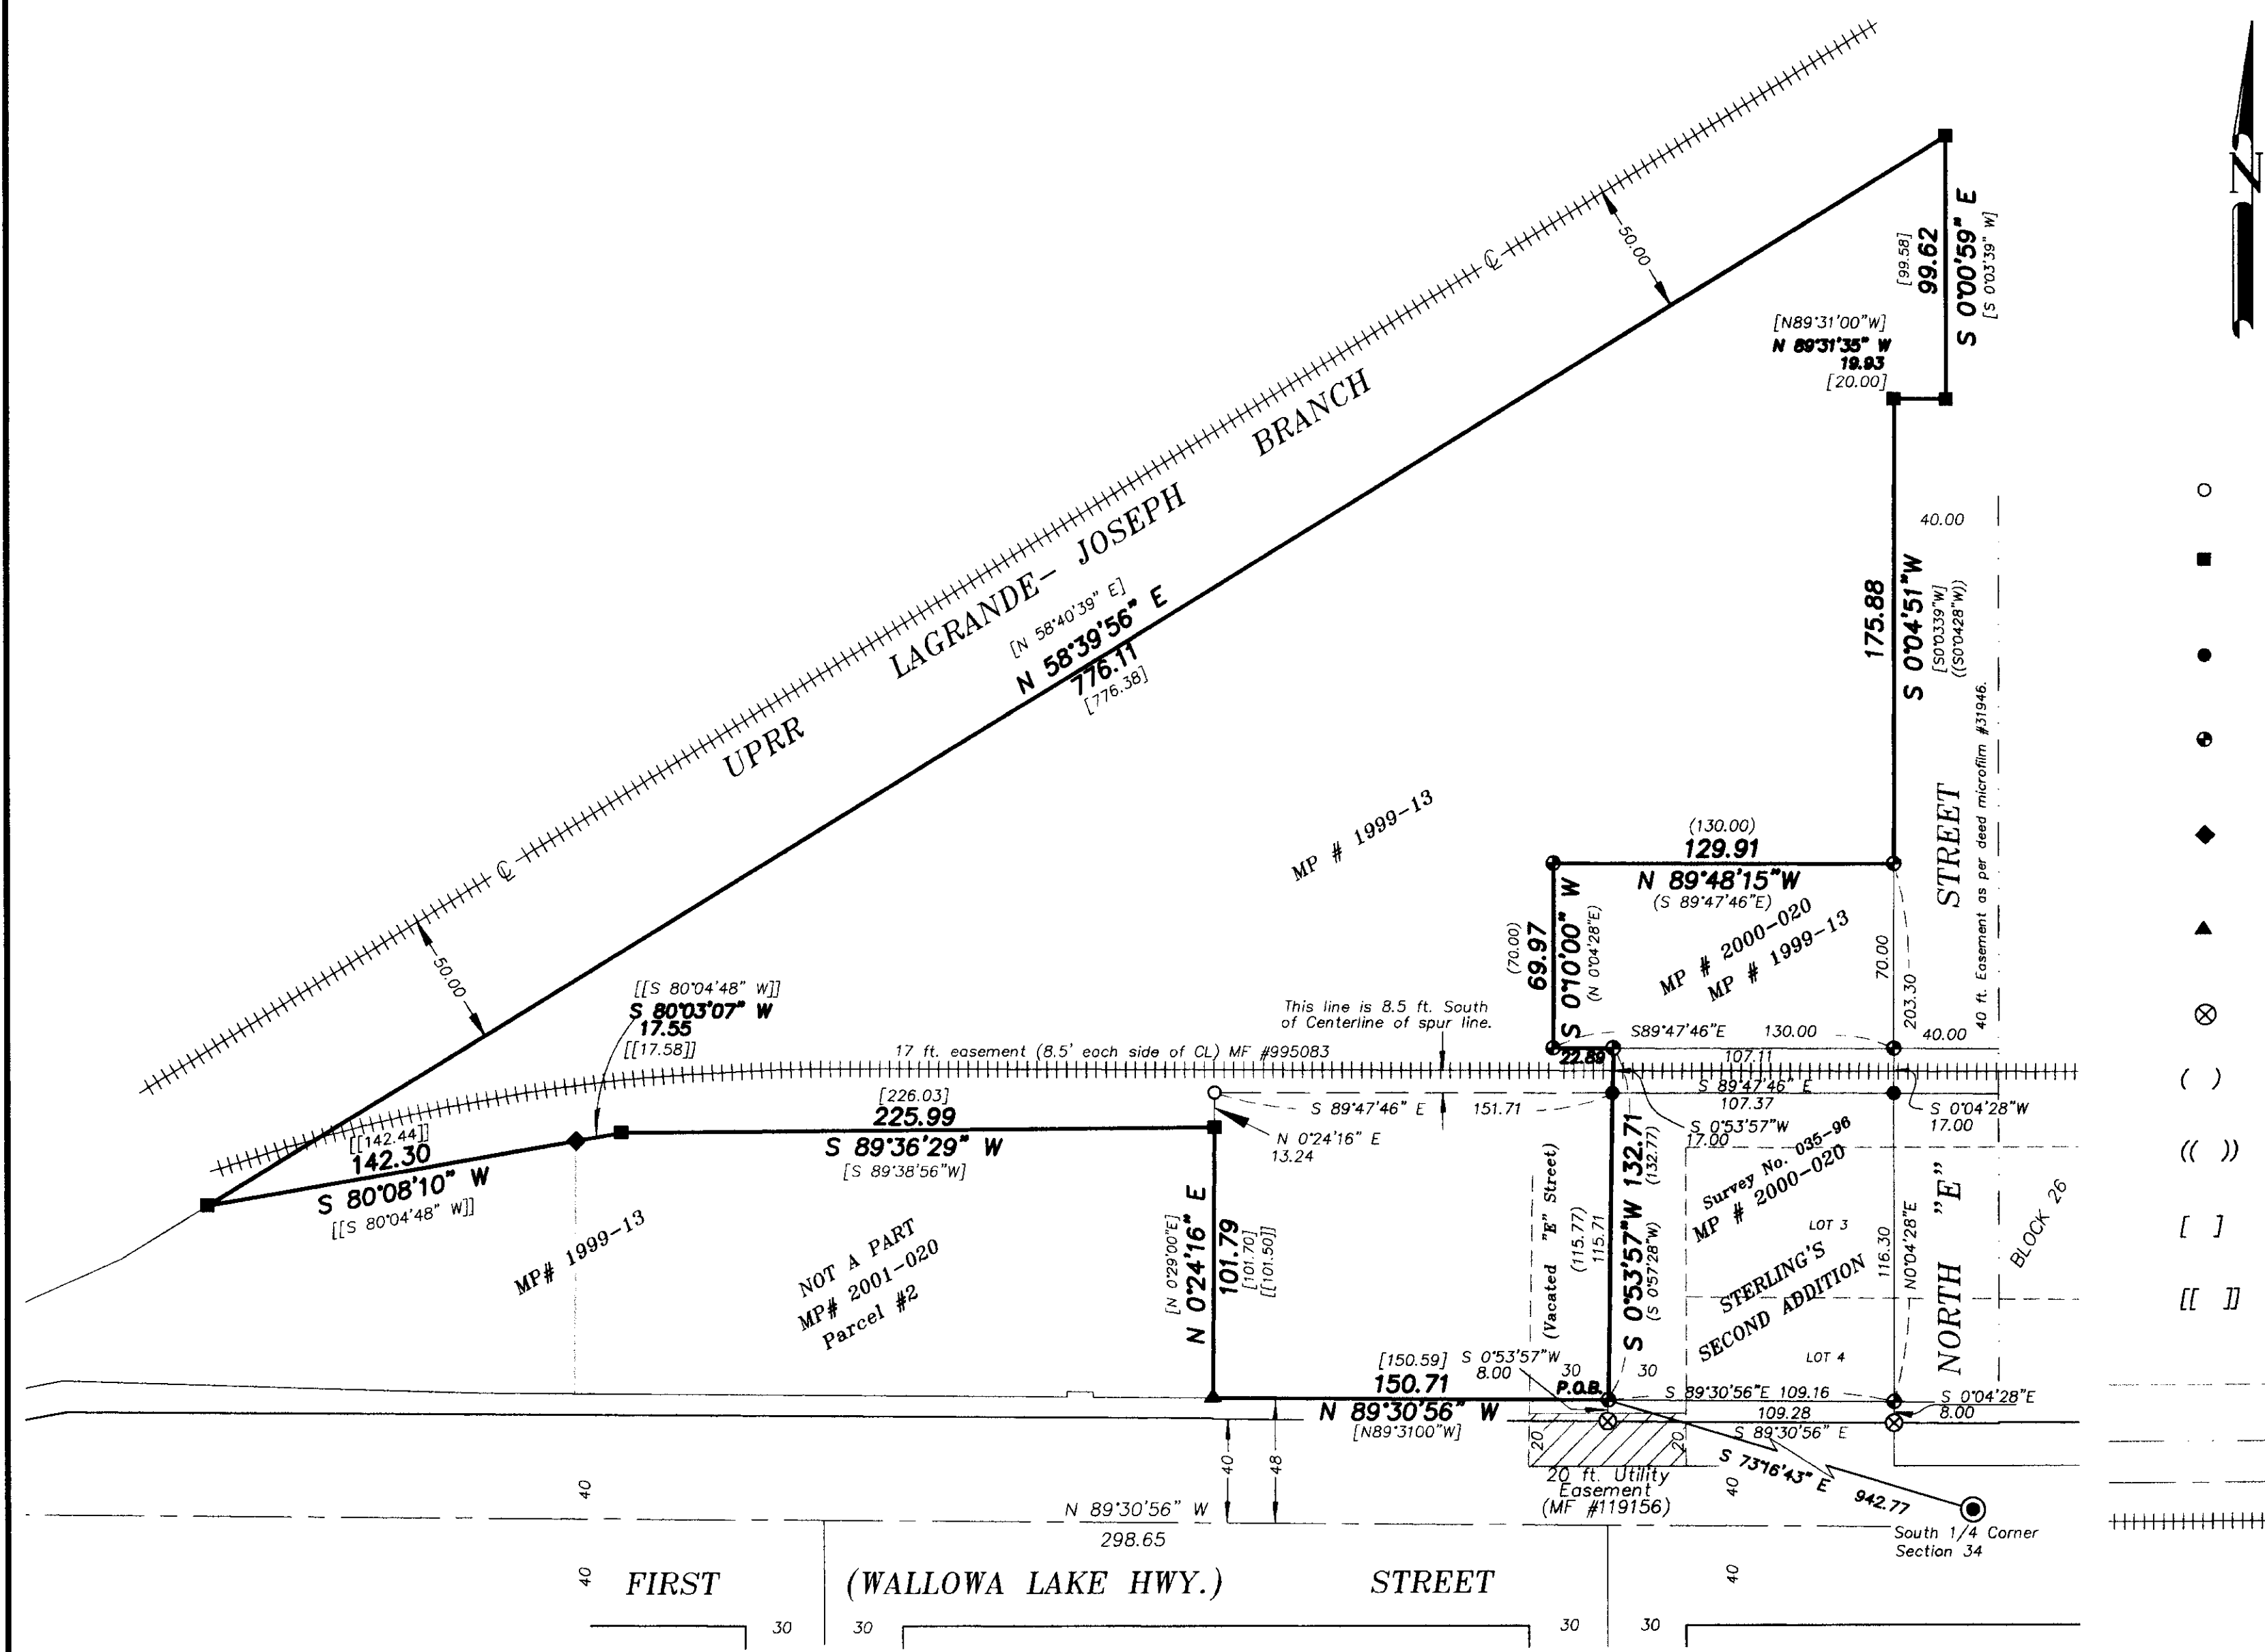 N
50.00
[99.58]
99.62
S 0°00'59" E
[S 0°03'39" W]
[N89°31'00"W]
N 89°31'35" W
19.93
[20.00]
UPRR LAGRANDE- JOSEPH BRANCH
[N 58°40'39" E]
N 58°39'56" E
776.11
[776.38]
40.00
175.88
S 0°04'51"W
[S0°0339"W]
((S0°0428"W))
MP # 1999-13
(130.00)
129.91
N 89°48'15"W
(S 89°47'46"E)
(70.00)
69.97
S 0°10'00" W
(N 0°04'28"E)
MP # 2000-020
MP # 1999-13
70.00
203.30
STREET
40 ft. Easement as per deed microfilm #31946.
50.00
[[S 80°04'48" W]]
S 80°03'07" W
17.55
[[17.58]]
This line is 8.5 ft. South
of Centerline of spur line.
S89°47'46"E 130.00
40.00
17 ft. easement (8.5' each side of CL) MF #995083
22.89
107.11
S 89°47'46" E
107.37
[226.03]
225.99
S 89°36'29" W
[S 89°38'56"W]
S 89°47'46" E 151.71
N 0°24'16" E
13.24
S 0°53'57"W
17.00
S 0°04'28"W
17.00
[[142.44]]
142.30
S 80°08'10" W
[[S 80°04'48" W]]
MP# 1999-13
NOT A PART
MP# 2001-020
Parcel #2
[N 0°29'00"E]
N 0°24'16" E
101.79
[101.70]
[[101.50]]
(Vacated "E" Street)
(115.77)
115.71
S 0°53'57"W 132.71
(S 0°57'28"W) (132.77)
Survey No. 035-96
MP # 2000-020
LOT 3
STERLING'S
SECOND ADDITION
LOT 4
116.30
N0°04'28"E
NORTH "E"
BLOCK 26
( )
(( ))
[ ]
[[ ]]
[150.59]
150.71
N 89°30'56" W
[N89°3100"W]
S 0°53'57"W
8.00
30
30
P.O.B.
S 89°30'56"E 109.16
109.28
S 89°30'56" E
S 0°04'28"E
8.00
20
20
20 ft. Utility
Easement
(MF #119156)
S 73°16'43" E 942.77
South 1/4 Corner
Section 34
40
48
40
40
N 89°30'56" W
298.65
40
40
FIRST (WALLOWA LAKE HWY.) STREET
30
30
30
30